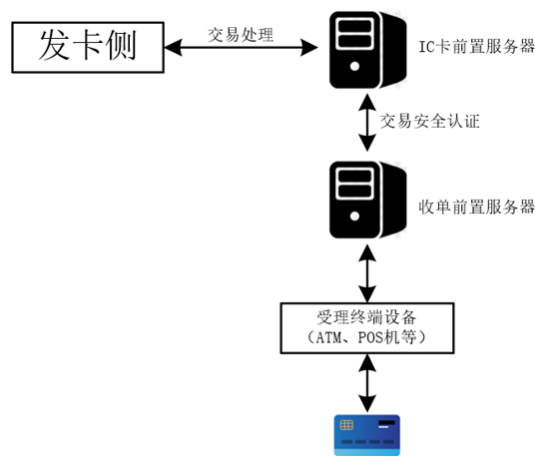 发卡侧
交易处理
IC卡前置服务器
交易安全认证
收单前置服务器
受理终端设备
（ATM、POS机等）